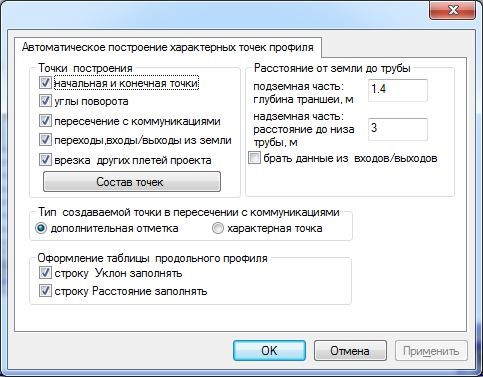 Автоматическое построение характерных точек профиля
Точки построения
начальная и конечная точки
углы поворота
пересечение с коммуникациями
переходы,входы/выходы из земли
врезка других плетей проекта
Состав точек
Расстояние от земли до трубы
подземная часть:
глубина траншеи, м
1.4
надземная часть:
расстояние до низа
трубы, м
3
брать данные из входов/выходов
Тип создаваемой точки в пересечении с коммуникациями
дополнительная отметка
характерная точка
Оформление таблицы продольного профиля
строку Уклон заполнять
строку Расстояние заполнять
OK
Отмена
Применить